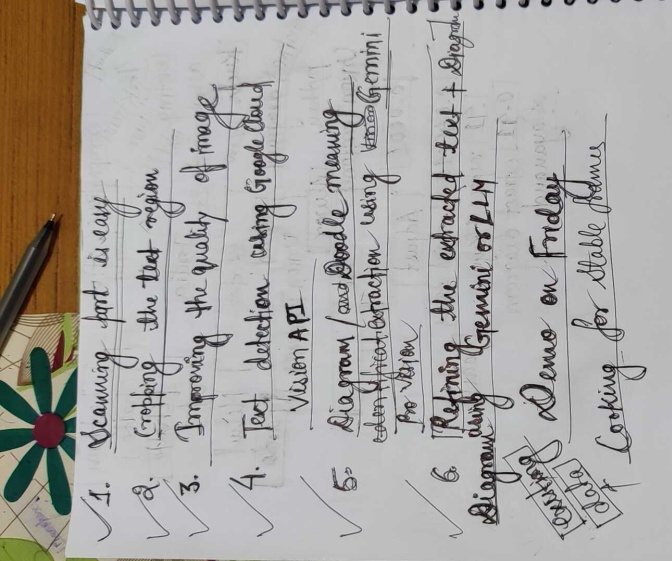 1. Scanning part is easy
2. Cropping the text region
3. Improving the quality of image
4. Text detection using Google Cloud
Vision API
5. Diagram / and Doodle meaning
extraction using Gemini
Pro Vision
6. Refining the extracted text + Diagram
Diagram using Gemini or LLM
Demo on Friday
existing
data
Looking for stable frames